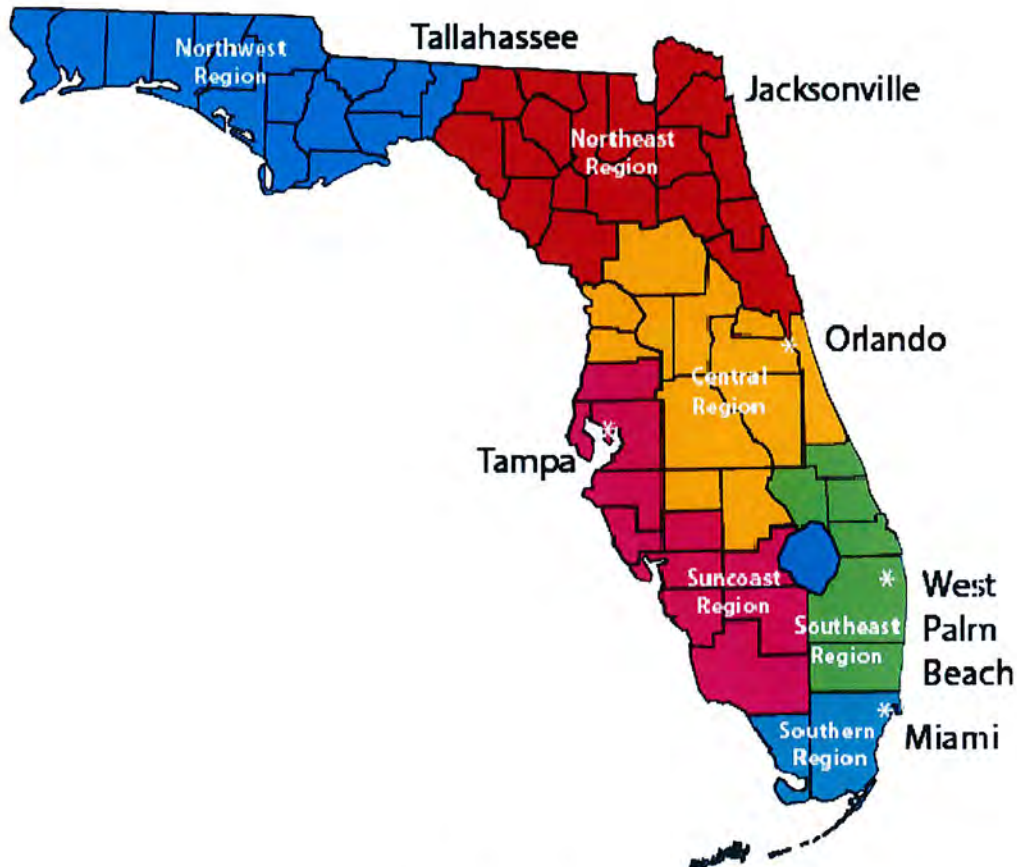 Tallahassee
Northwest
Region
Jacksonville
Northeast
Region
Orlando
Central
Region
Tampa
Suncoast
Region
West
Palm
Beach
Southeast
Region
Southern
Region
Miami